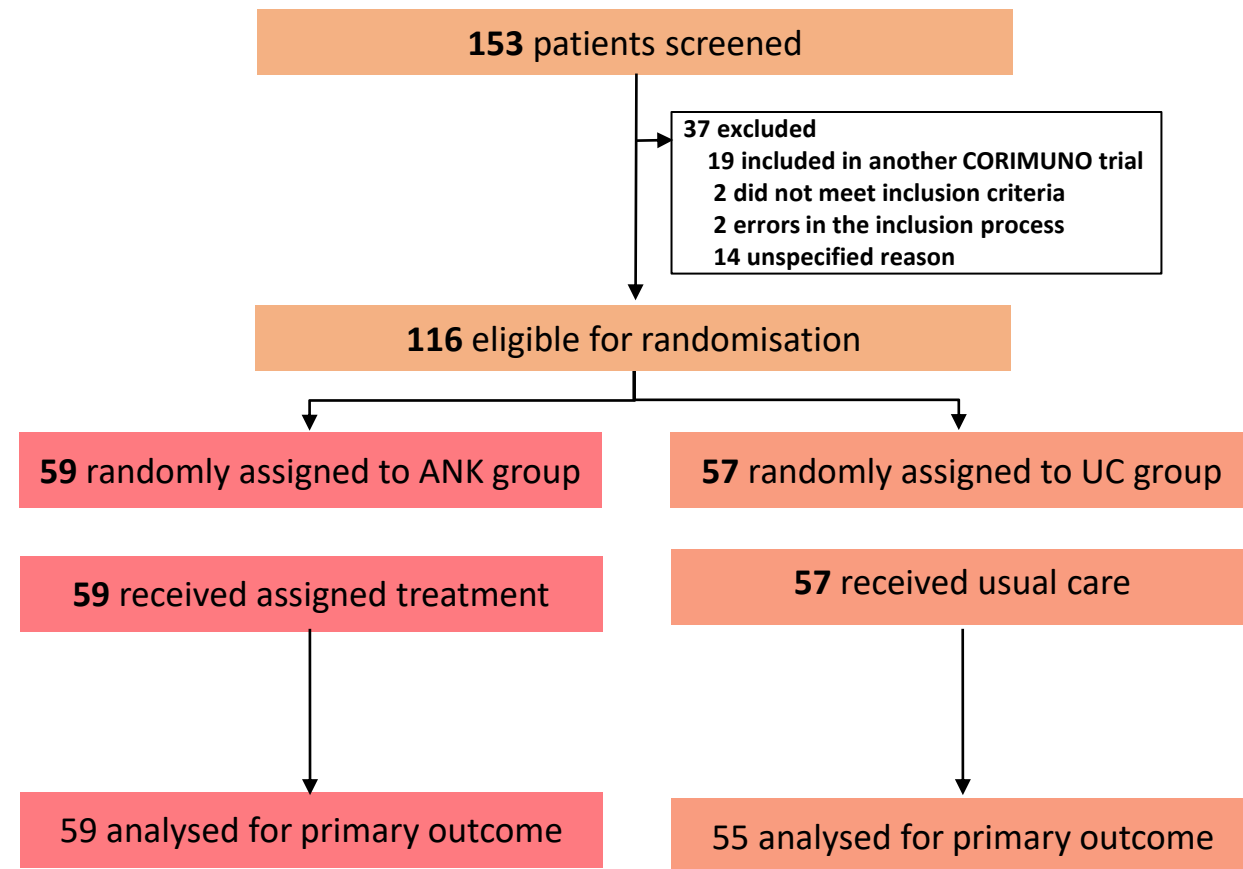 153 patients screened
37 excluded
19 included in another CORIMUNO trial
2 did not meet inclusion criteria
2 errors in the inclusion process
14 unspecified reason
116 eligible for randomisation
59 randomly assigned to ANK group
57 randomly assigned to UC group
59 received assigned treatment
57 received usual care
59 analysed for primary outcome
55 analysed for primary outcome